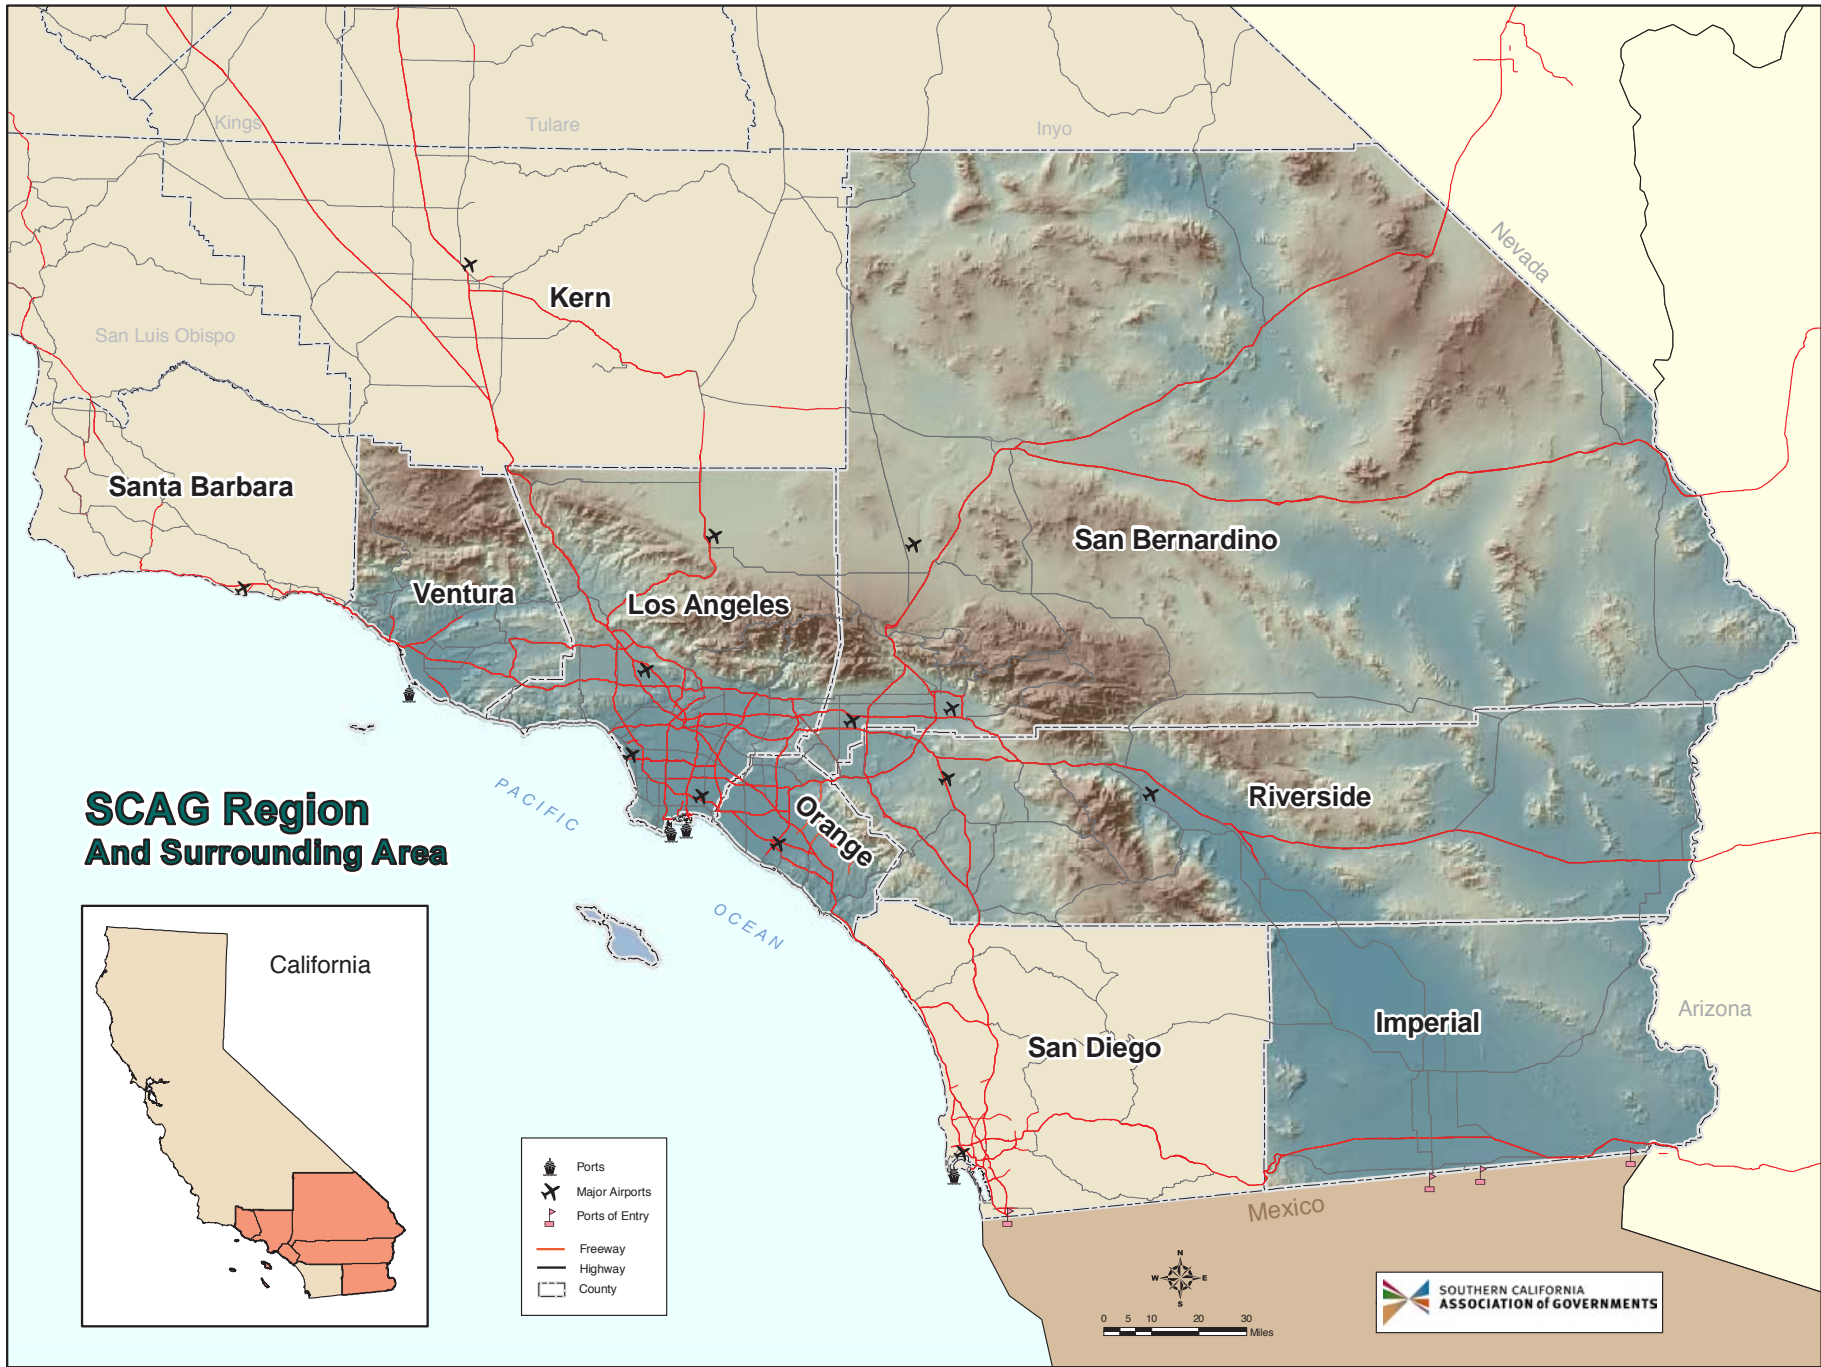 Kings
Tulare
Inyo
Nevada
Kern
San Luis Obispo
Santa Barbara
San Bernardino
Ventura
Los Angeles
Riverside
Orange
PACIFIC
OCEAN
SCAG Region
And Surrounding Area
California
Imperial
Arizona
San Diego
Mexico
Ports
Major Airports
Ports of Entry
Freeway
Highway
County
N
W E
S
0 5 10 20 30
Miles
SOUTHERN CALIFORNIA
ASSOCIATION of GOVERNMENTS